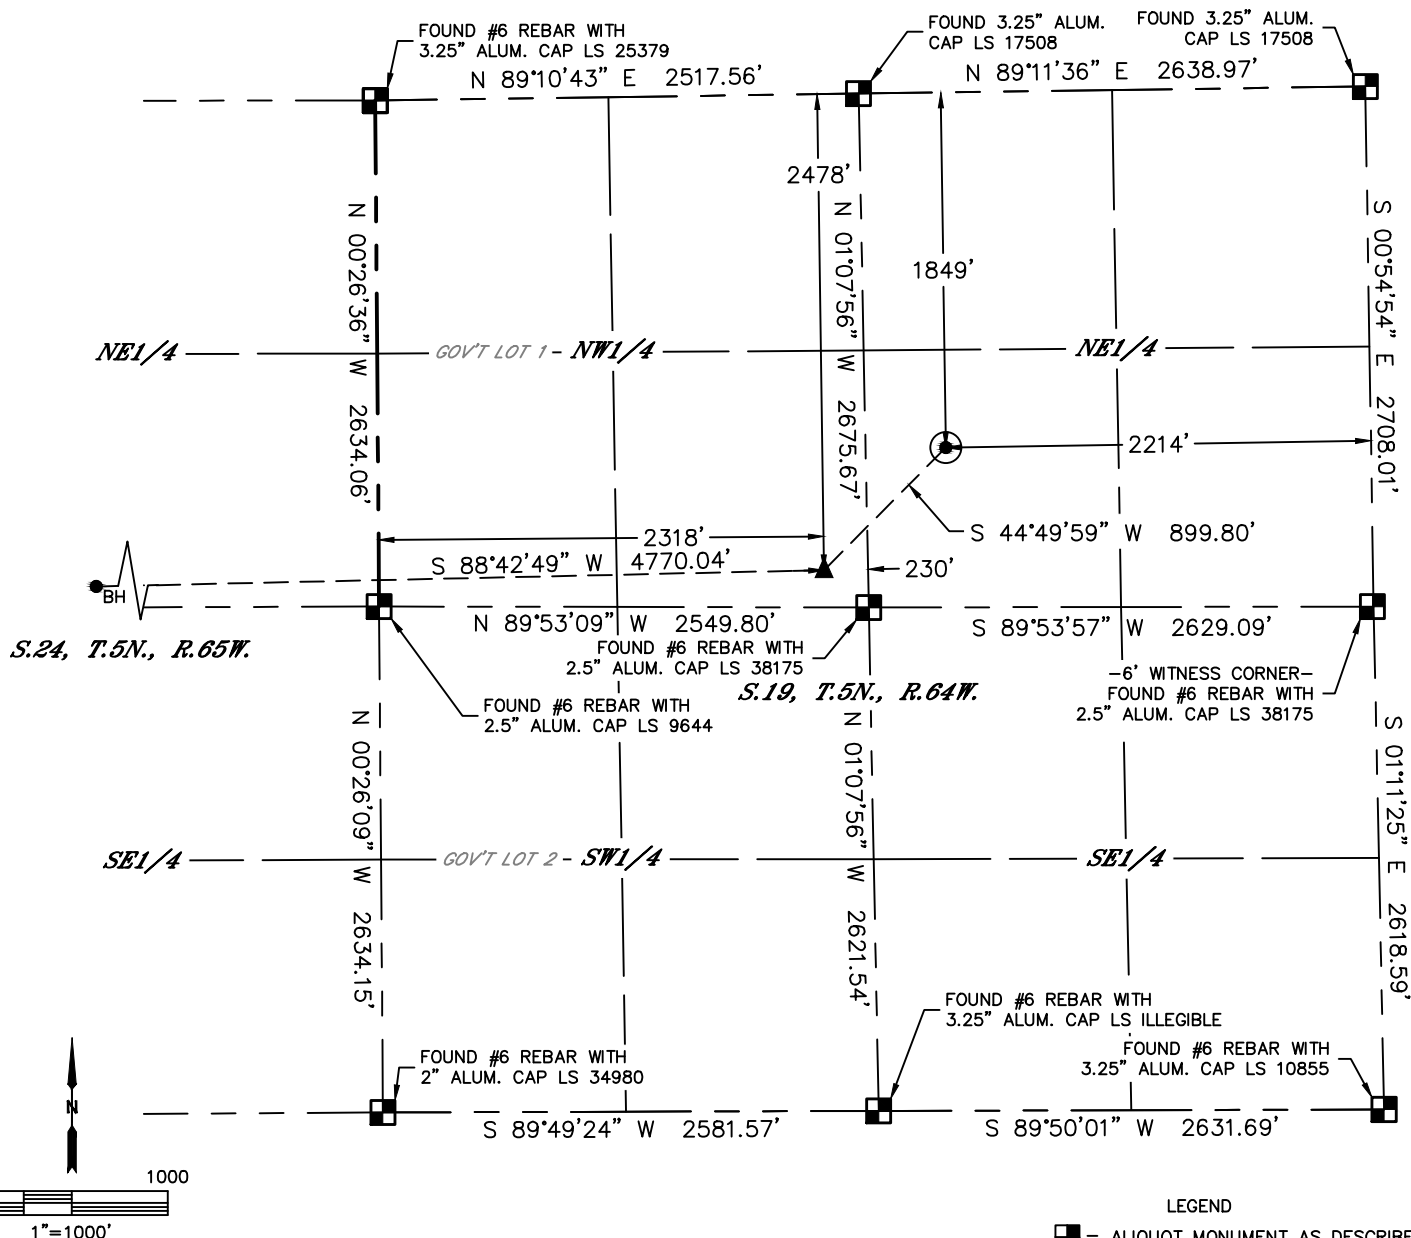 FOUND #6 REBAR WITH
3.25" ALUM. CAP LS 25379
FOUND 3.25" ALUM.
CAP LS 17508
FOUND 3.25" ALUM.
CAP LS 17508
N 89°10'43" E 2517.56'
N 89°11'36" E 2638.97'
2478'
N 00°26'36" W 2634.06'
N 01°07'56" W 2675.67'
1849'
S 00°54'54" E 2708.01'
NE1/4
GOV'T LOT 1
NW1/4
NE1/4
2214'
2318'
S 44°49'59" W 899.80'
S 88°42'49" W 4770.04'
230'
BH
N 89°53'09" W 2549.80'
S 89°53'57" W 2629.09'
S.24, T.5N., R.65W.
FOUND #6 REBAR WITH
2.5" ALUM. CAP LS 38175
S.19, T.5N., R.64W.
-6' WITNESS CORNER-
FOUND #6 REBAR WITH
2.5" ALUM. CAP LS 38175
FOUND #6 REBAR WITH
2.5" ALUM. CAP LS 9644
N 00°26'09" W 2634.15'
N 01°07'56" W 2621.54'
S 01°11'25" E 2618.59'
SE1/4
GOV'T LOT 2
SW1/4
SE1/4
FOUND #6 REBAR WITH
3.25" ALUM. CAP LS ILLEGIBLE
FOUND #6 REBAR WITH
2" ALUM. CAP LS 34980
FOUND #6 REBAR WITH
3.25" ALUM. CAP LS 10855
N
S 89°49'24" W 2581.57'
S 89°50'01" W 2631.69'
1000
1"=1000'
LEGEND
- ALIQUOT MONUMENT AS DESCRIBE